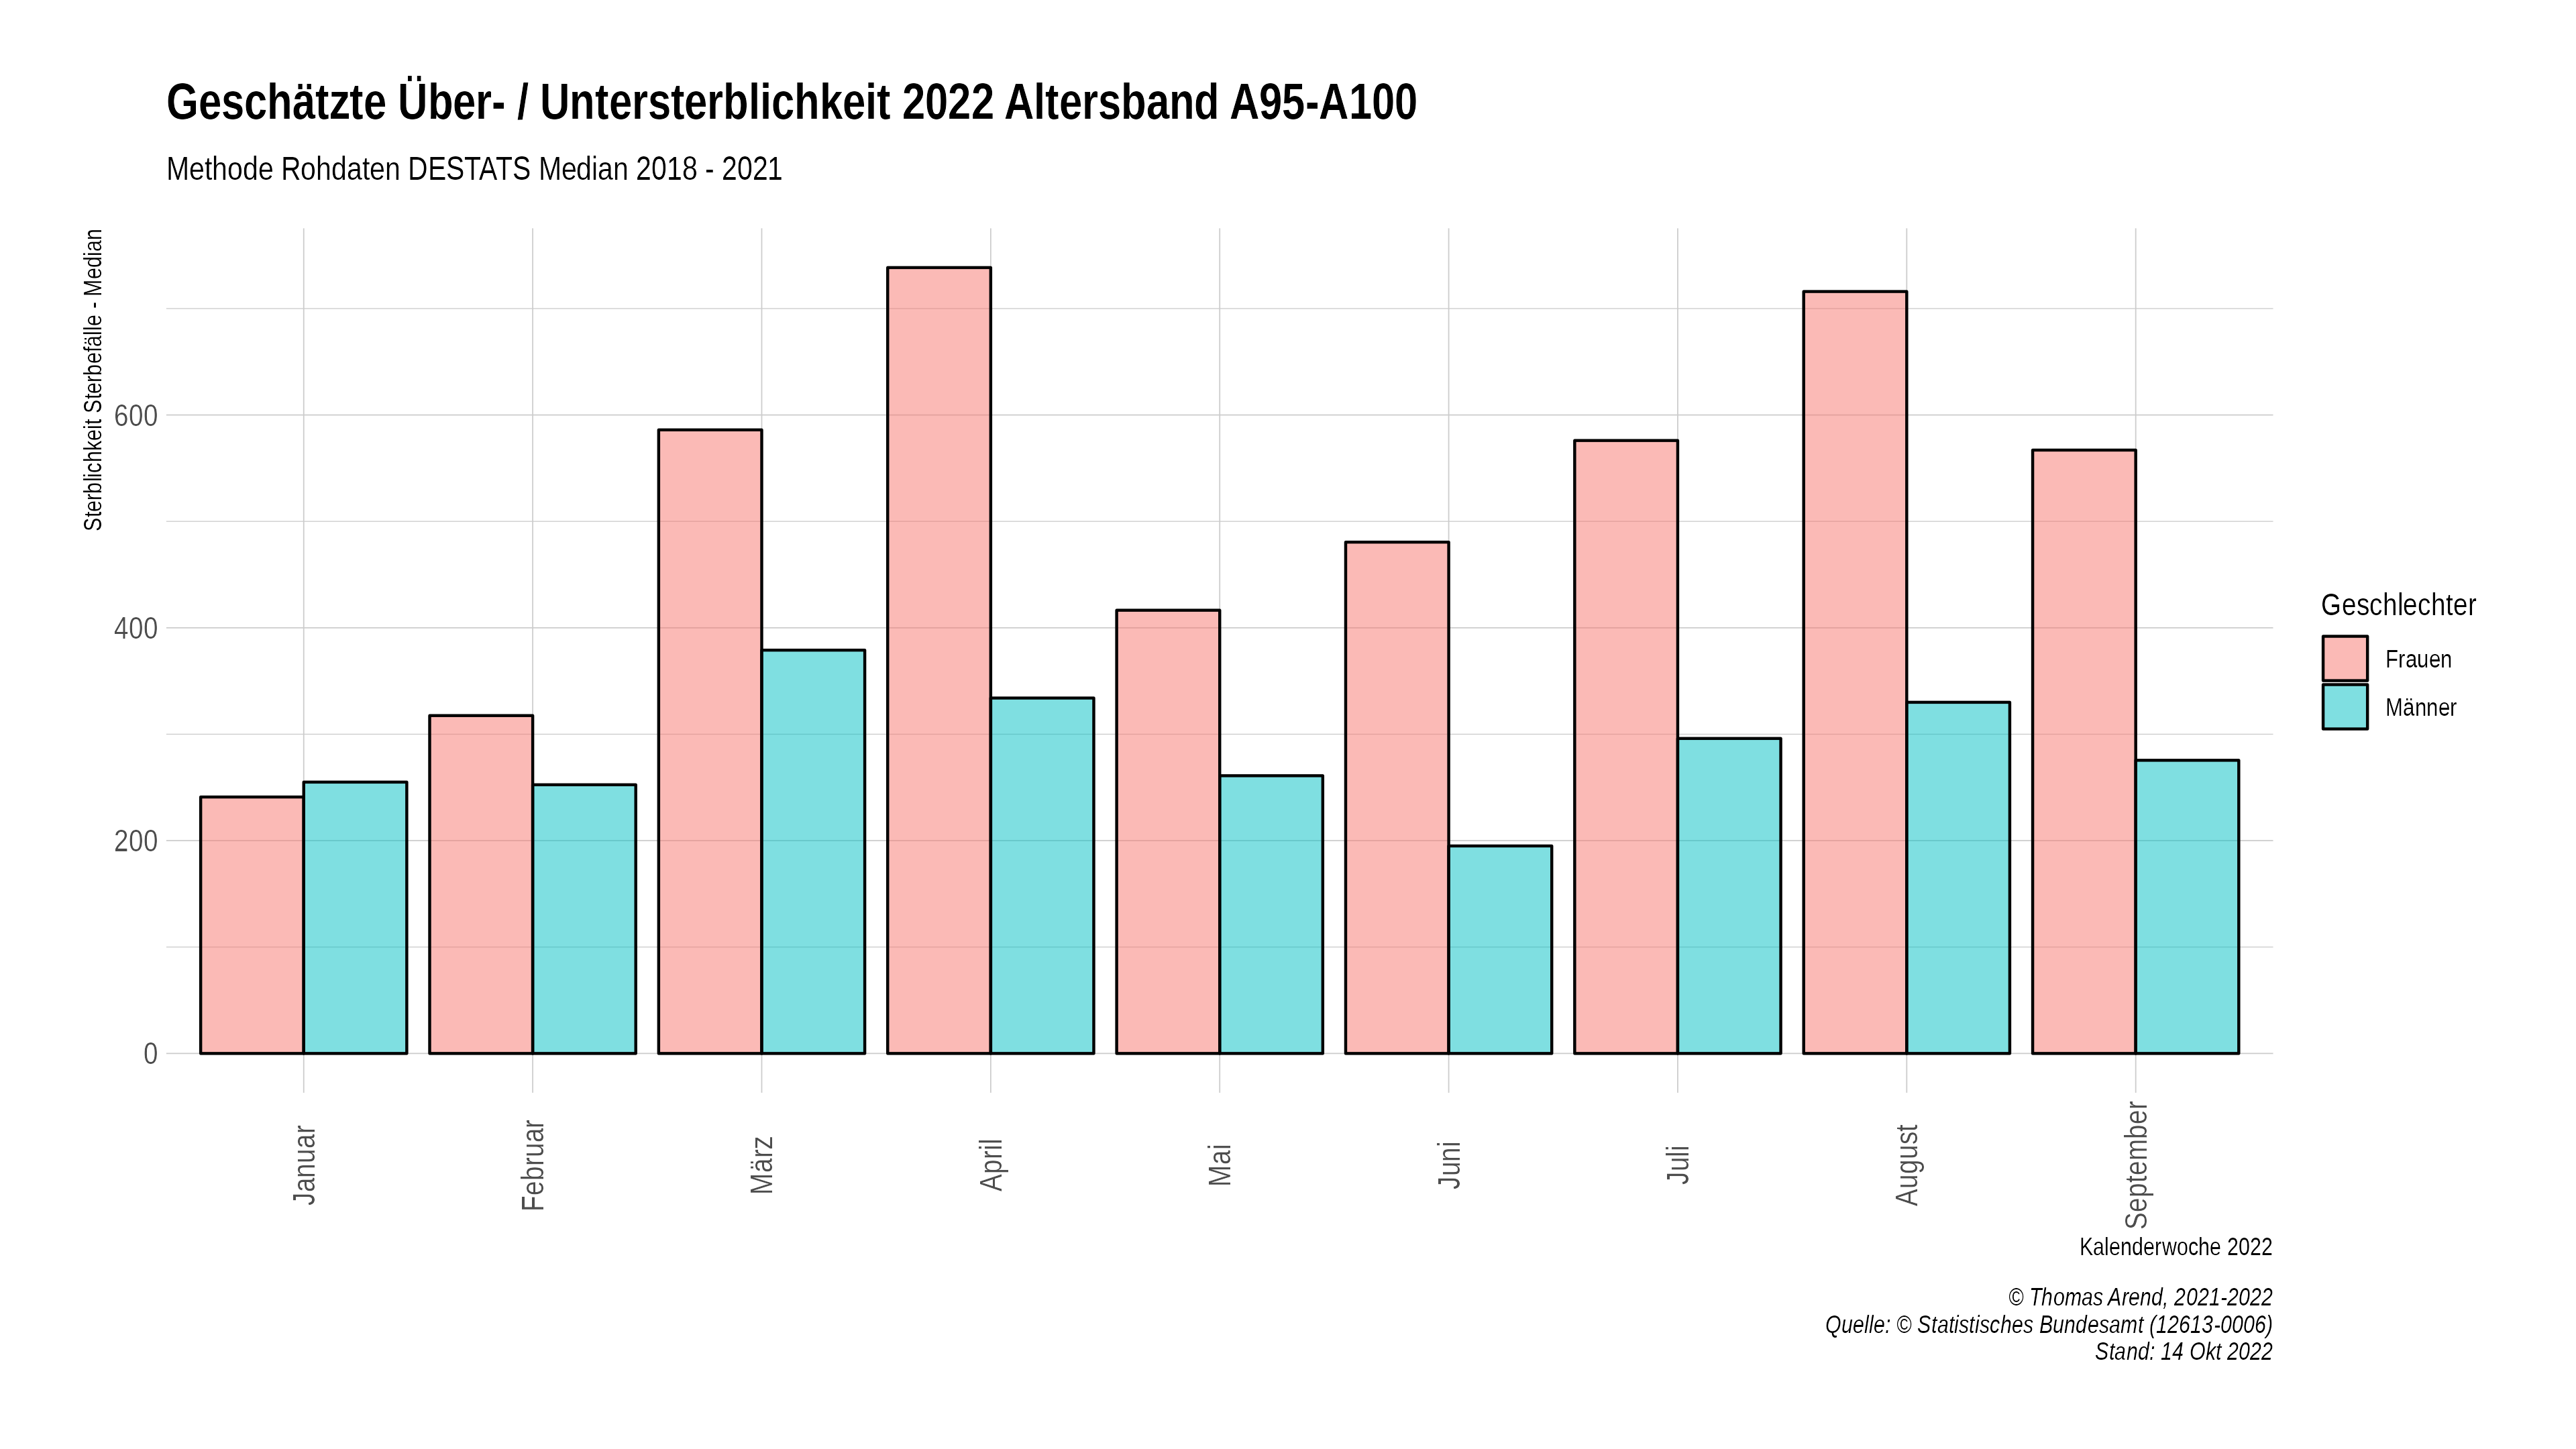 Geschätzte Über- / Untersterblichkeit 2022 Altersband A95-A100
Methode Rohdaten DESTATS Median 2018 - 2021
Sterblichkeit Sterbefälle - Median
600
400
200
0
Januar
Februar
März
April
Mai
Juni
Juli
August
September
Kalenderwoche 2022
Geschlechter
Frauen
Männer
© Thomas Arend, 2021-2022
Quelle: © Statistisches Bundesamt (12613-0006)
Stand: 14 Okt 2022